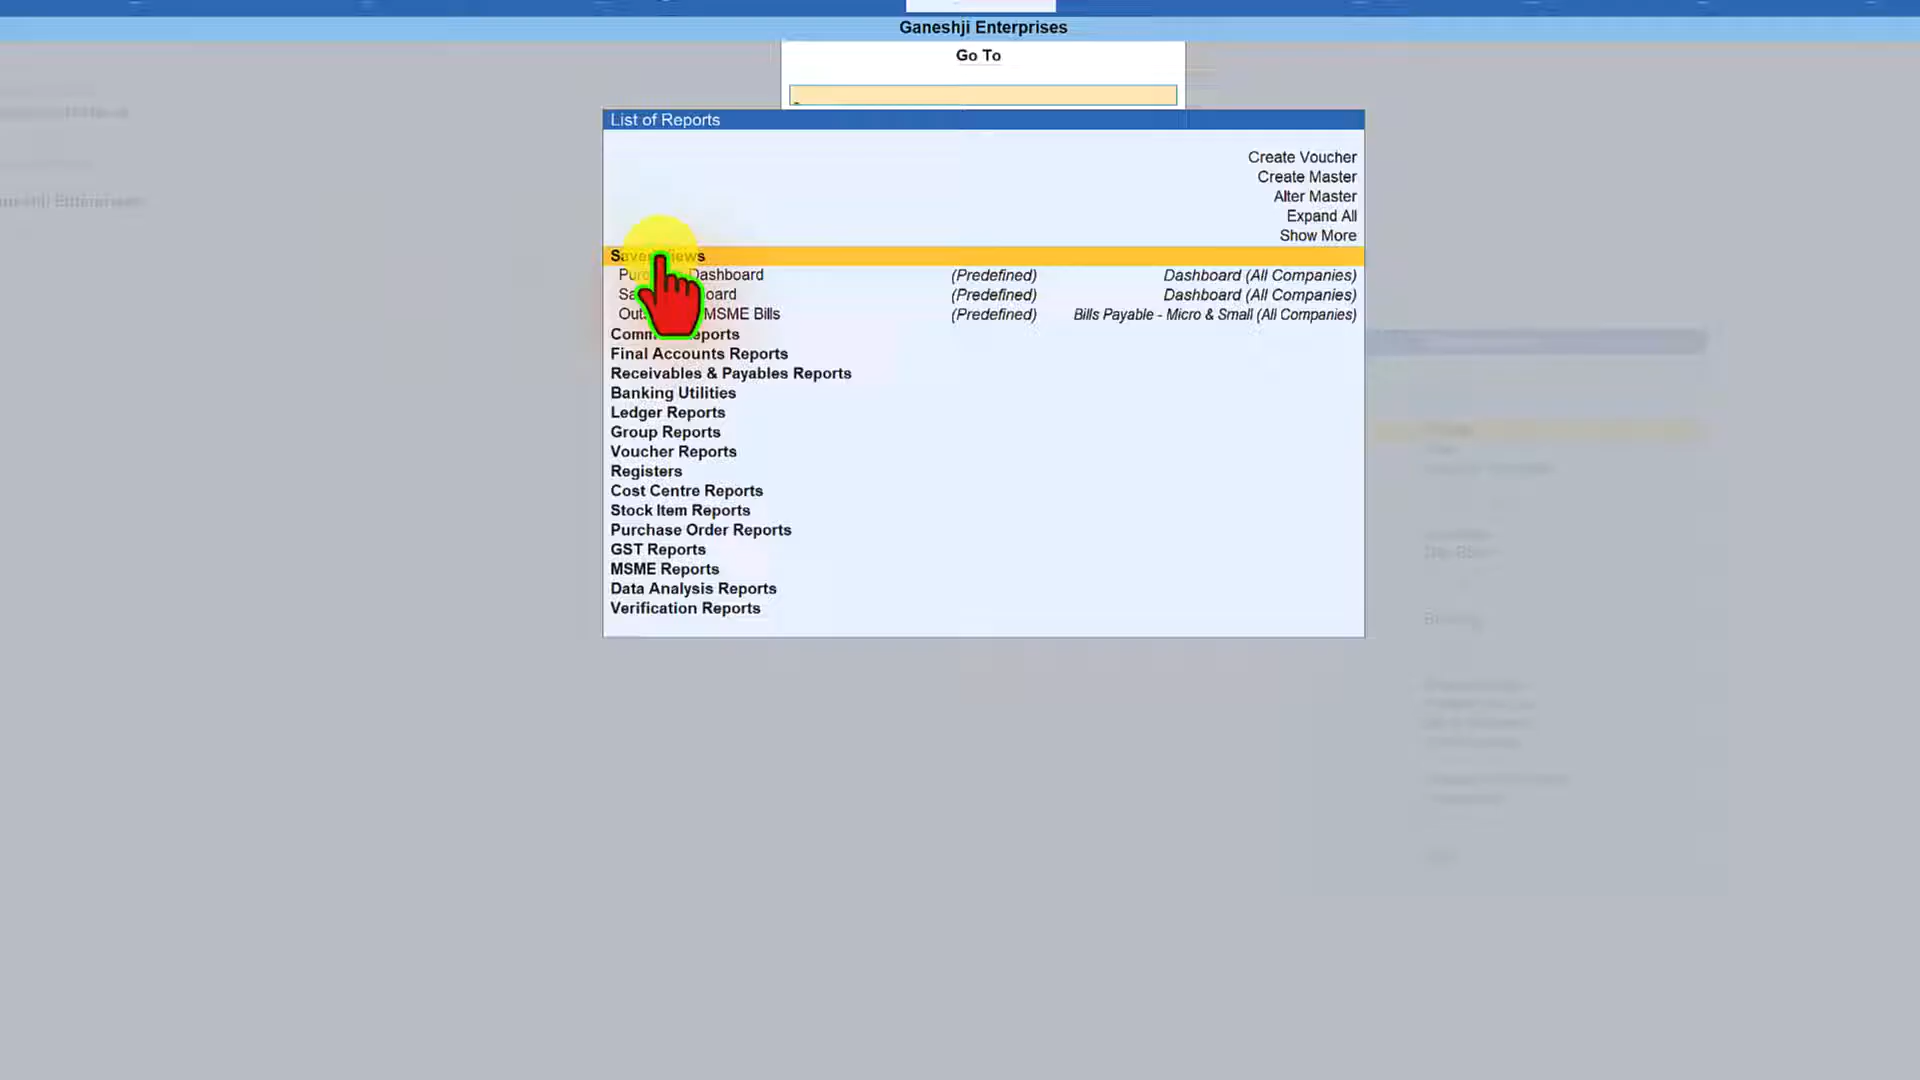 Ganeshji Enterprises
Go To
List of Reports
Create Voucher
Create Master
Alter Master
Expand All
Show More
Dashboard (Predefined) Dashboard (All Companies)
(Predefined) Dashboard (All Companies)
MSME Bills (Predefined) Bills Payable - Micro & Small (All Companies)
Final Accounts Reports
Receivables & Payables Reports
Banking Utilities
Ledger Reports
Group Reports
Voucher Reports
Registers
Cost Centre Reports
Stock Item Reports
Purchase Order Reports
GST Reports
MSME Reports
Data Analysis Reports
Verification Reports